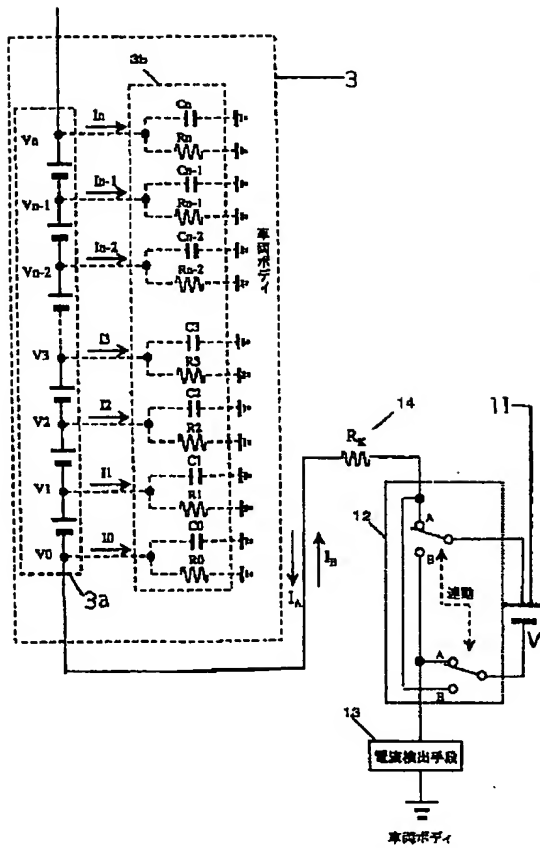 3b
3
Cn
In
Vn
Rn
Cn-1
In-1
Vn-1
Rn-1
Cn-2
In-2
Vn-2
Rn-2
車両ボディ
C3
I3
V3
R3
C2
I2
V2
R2
C1
I1
V1
R1
C0
I0
V0
R0
3a
14
11
RK
12
A
B
連動
IA
IB
V
A
B
13
電流検出手段
車両ボディ